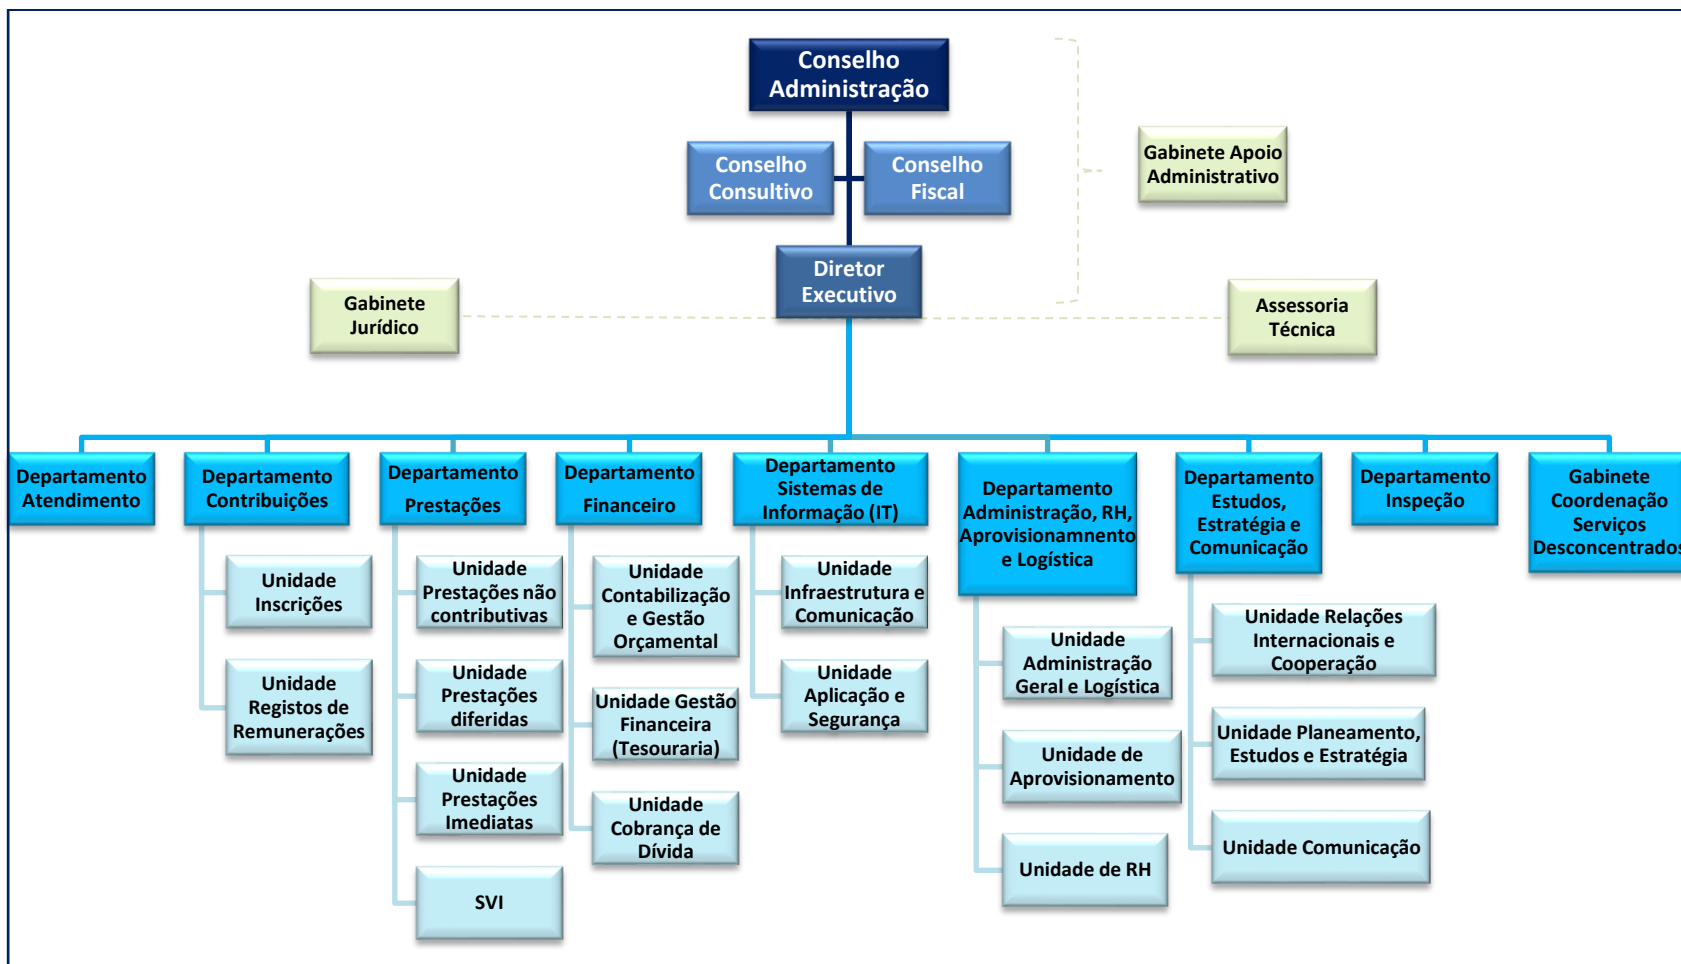 Conselho
Administração
Conselho
Consultivo
Conselho
Fiscal
Gabinete Apoio
Administrativo
Diretor
Executivo
Gabinete
Jurídico
Assessoria
Técnica
Departamento
Atendimento
Departamento
Contribuições
Departamento
Prestações
Departamento
Financeiro
Departamento
Sistemas de
Informação (IT)
Departamento
Administração, RH,
Aprovisionamnento
e Logística
Departamento
Estudos,
Estratégia e
Comunicação
Departamento
Inspeção
Gabinete
Coordenação
Serviços
Desconcentrados
Unidade
Inscrições
Unidade
Registos de
Remunerações
Unidade
Prestações não
contributivas
Unidade
Prestações
diferidas
Unidade
Prestações
Imediatas
SVI
Unidade
Contabilização
e Gestão
Orçamental
Unidade Gestão
Financeira
(Tesouraria)
Unidade
Cobrança de
Dívida
Unidade
Infraestrutura e
Comunicação
Unidade
Aplicação e
Segurança
Unidade
Administração
Geral e Logística
Unidade de
Aprovisionamento
Unidade de RH
Unidade Relações
Internacionais e
Cooperação
Unidade Planeamento,
Estudos e Estratégia
Unidade Comunicação